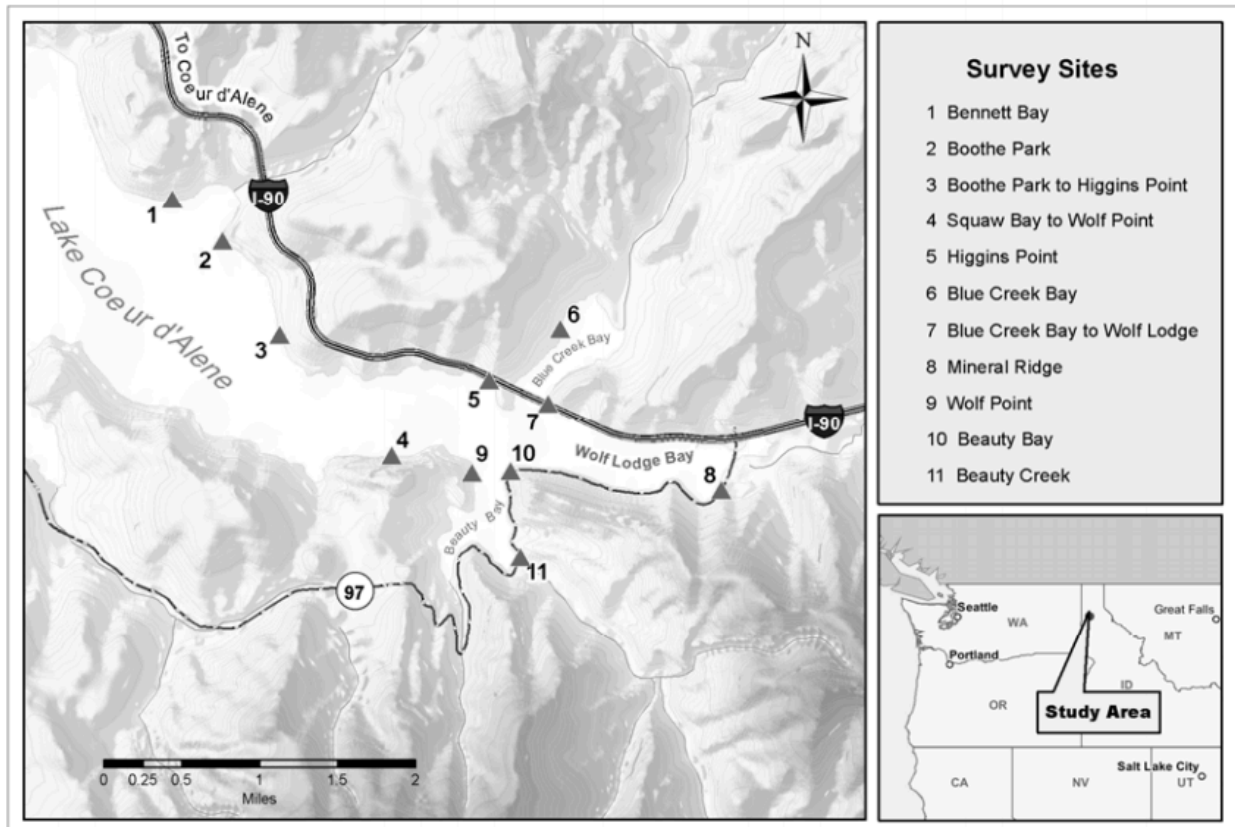 To Coeur d'Alene
N
I-90
1
2
Lake Coeur d'Alene
3
6
Blue Creek Bay
5
7
I-90
4
9
10
Wolf Lodge Bay
8
Beauty Bay
11
97
0 0.25 0.5 1 2
Miles
Survey Sites
1 Bennett Bay
2 Boothe Park
3 Boothe Park to Higgins Point
4 Squaw Bay to Wolf Point
5 Higgins Point
6 Blue Creek Bay
7 Blue Creek Bay to Wolf Lodge
8 Mineral Ridge
9 Wolf Point
10 Beauty Bay
11 Beauty Creek
Seattle
WA
Great Falls
MT
Portland
ID
OR
Study Area
CA
NV
Salt Lake City
UT